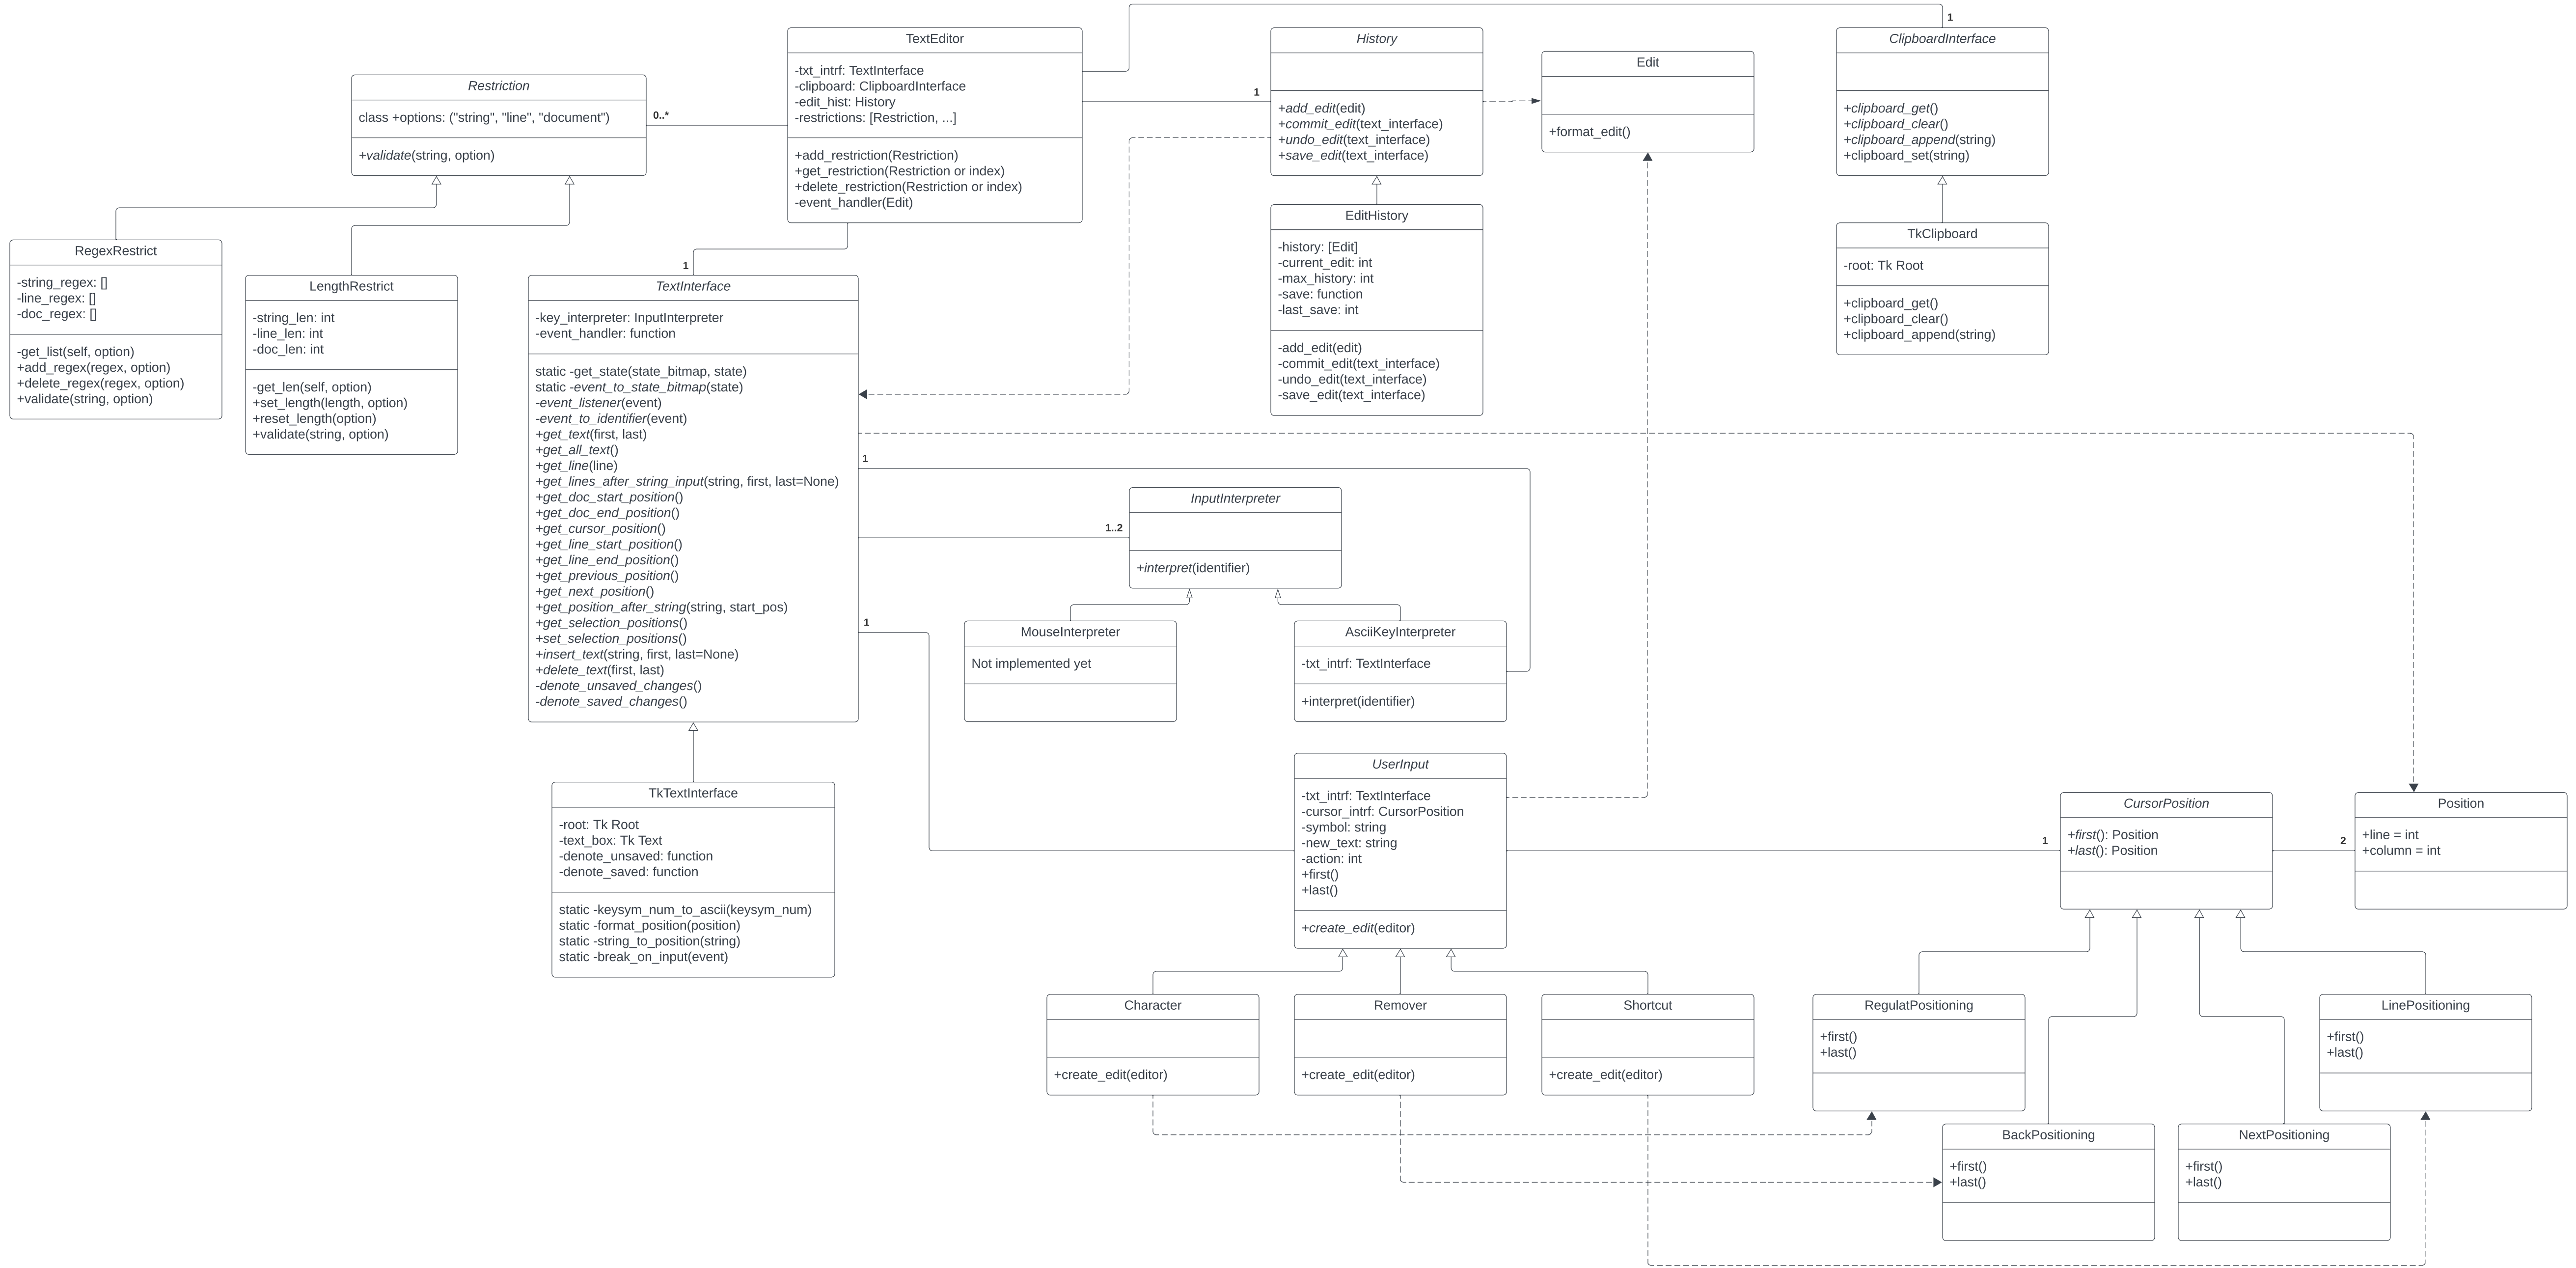 1
TextEditor
-txt_intrf: TextInterface
-clipboard: ClipboardInterface
-edit_hist: History
-restrictions: [Restriction, ...]
+add_restriction(Restriction)
+get_restriction(Restriction or index)
+delete_restriction(Restriction or index)
-event_handler(Edit)
History
+add_edit(edit)
+commit_edit(text_interface)
+undo_edit(text_interface)
+save_edit(text_interface)
1
Edit
+format_edit()
ClipboardInterface
+clipboard_get()
+clipboard_clear()
+clipboard_append(string)
+clipboard_set(string)
Restriction
class +options: ("string", "line", "document")
+validate(string, option)
0..*
RegexRestrict
-string_regex: []
-line_regex: []
-doc_regex: []
-get_list(self, option)
+add_regex(regex, option)
+delete_regex(regex, option)
+validate(string, option)
LengthRestrict
-string_len: int
-line_len: int
-doc_len: int
-get_len(self, option)
+set_length(length, option)
+reset_length(option)
+validate(string, option)
1
TextInterface
-key_interpreter: InputInterpreter
-event_handler: function
static -get_state(state_bitmap, state)
static -event_to_state_bitmap(state)
-event_listener(event)
-event_to_identifier(event)
+get_text(first, last)
+get_all_text()
+get_line(line)
+get_lines_after_string_input(string, first, last=None)
+get_doc_start_position()
+get_doc_end_position()
+get_cursor_position()
+get_line_start_position()
+get_line_end_position()
+get_previous_position()
+get_next_position()
+get_position_after_string(string, start_pos)
+get_selection_positions()
+set_selection_positions()
+insert_text(string, first, last=None)
+delete_text(first, last)
-denote_unsaved_changes()
-denote_saved_changes()
EditHistory
-history: [Edit]
-current_edit: int
-max_history: int
-save: function
-last_save: int
-add_edit(edit)
-commit_edit(text_interface)
-undo_edit(text_interface)
-save_edit(text_interface)
TkClipboard
-root: Tk Root
+clipboard_get()
+clipboard_clear()
+clipboard_append(string)
1
InputInterpreter
+interpret(identifier)
1..2
MouseInterpreter
Not implemented yet
AsciiKeyInterpreter
-txt_intrf: TextInterface
+interpret(identifier)
1
TkTextInterface
-root: Tk Root
-text_box: Tk Text
-denote_unsaved: function
-denote_saved: function
static -keysym_num_to_ascii(keysym_num)
static -format_position(position)
static -string_to_position(string)
static -break_on_input(event)
UserInput
-txt_intrf: TextInterface
-cursor_intrf: CursorPosition
-symbol: string
-new_text: string
-action: int
+first()
+last()
+create_edit(editor)
1
CursorPosition
+first(): Position
+last(): Position
2
Position
+line = int
+column = int
Character
+create_edit(editor)
Remover
+create_edit(editor)
Shortcut
+create_edit(editor)
RegulatPositioning
+first()
+last()
LinePositioning
+first()
+last()
BackPositioning
+first()
+last()
NextPositioning
+first()
+last()